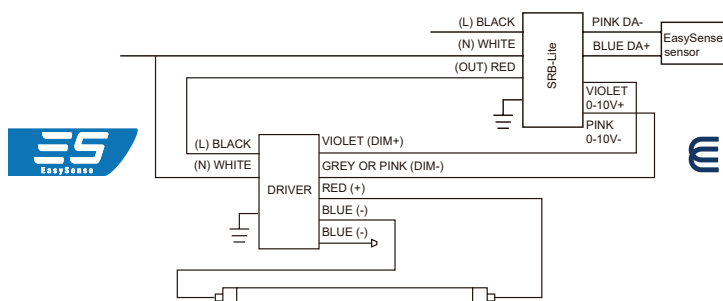 (L) BLACK
PINK DA-
(N) WHITE
BLUE DA+
EasySense
sensor
(OUT) RED
SRB-Lite
VIOLET
0-10V+
PINK
0-10V-
(L) BLACK
VIOLET (DIM+)
(N) WHITE
GREY OR PINK (DIM-)
DRIVER
RED (+)
BLUE (-)
BLUE (-)
ES
EasySense